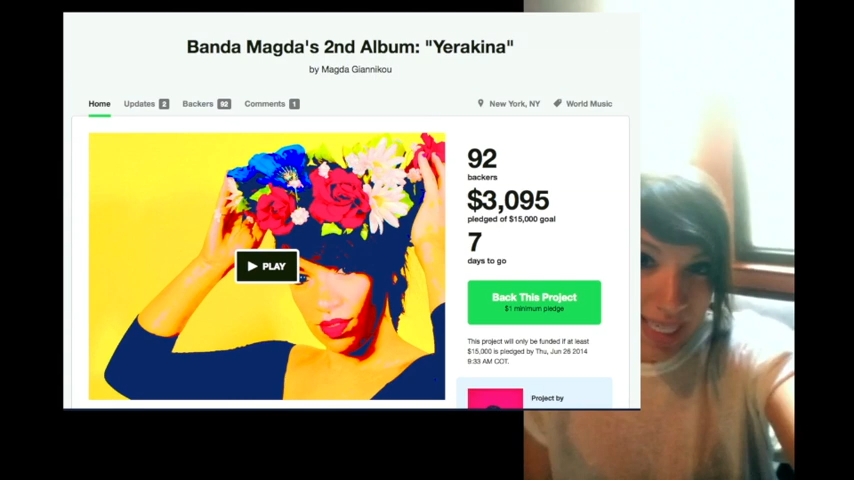 Banda Magda's 2nd Album: "Yerakina"
by Magda Giannikou
Home Updates 2 Backers 92 Comments 1 New York, NY World Music
92
backers
$3,095
pledged of $15,000 goal
7
days to go
PLAY
Back This Project
$1 minimum pledge
This project will only be funded if at least
$15,000 is pledged by Thu, Jun 26 2014
9:33 AM COT.
Project by